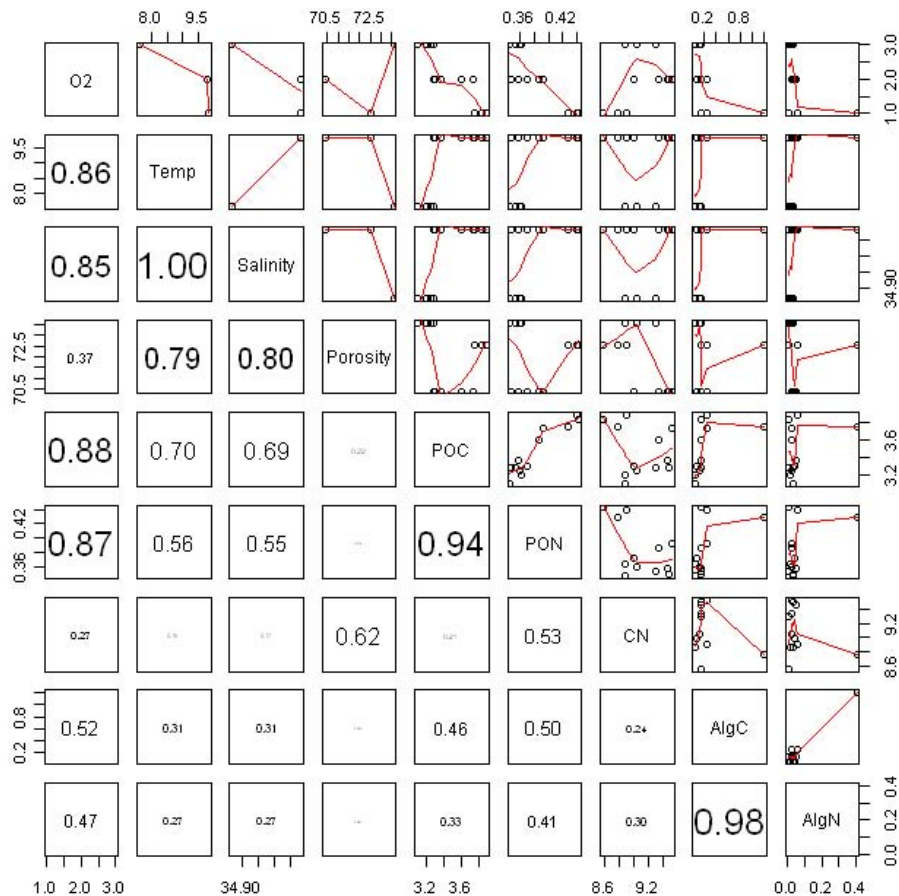 8.0 9.5 70.5 72.5 0.36 0.42 0.2 0.8
O2 1.0 2.0 3.0
9.5 8.0 0.86 Temp
0.85 1.00 Salinity 34.90
72.5 70.5 0.37 0.79 0.80 Porosity
0.88 0.70 0.69 POC 3.6 3.2
0.42 0.36 0.87 0.56 0.55 0.94 PON
0.27 0.62 0.53 CN 9.2 8.6
0.8 0.2 0.52 0.31 0.31 0.46 0.50 0.24 AlgC
0.47 0.27 0.27 0.33 0.41 0.30 0.98 AlgN 0.4 0.2 0.0
1.0 2.0 3.0 34.90 3.2 3.6 8.6 9.2 0.0 0.2 0.4